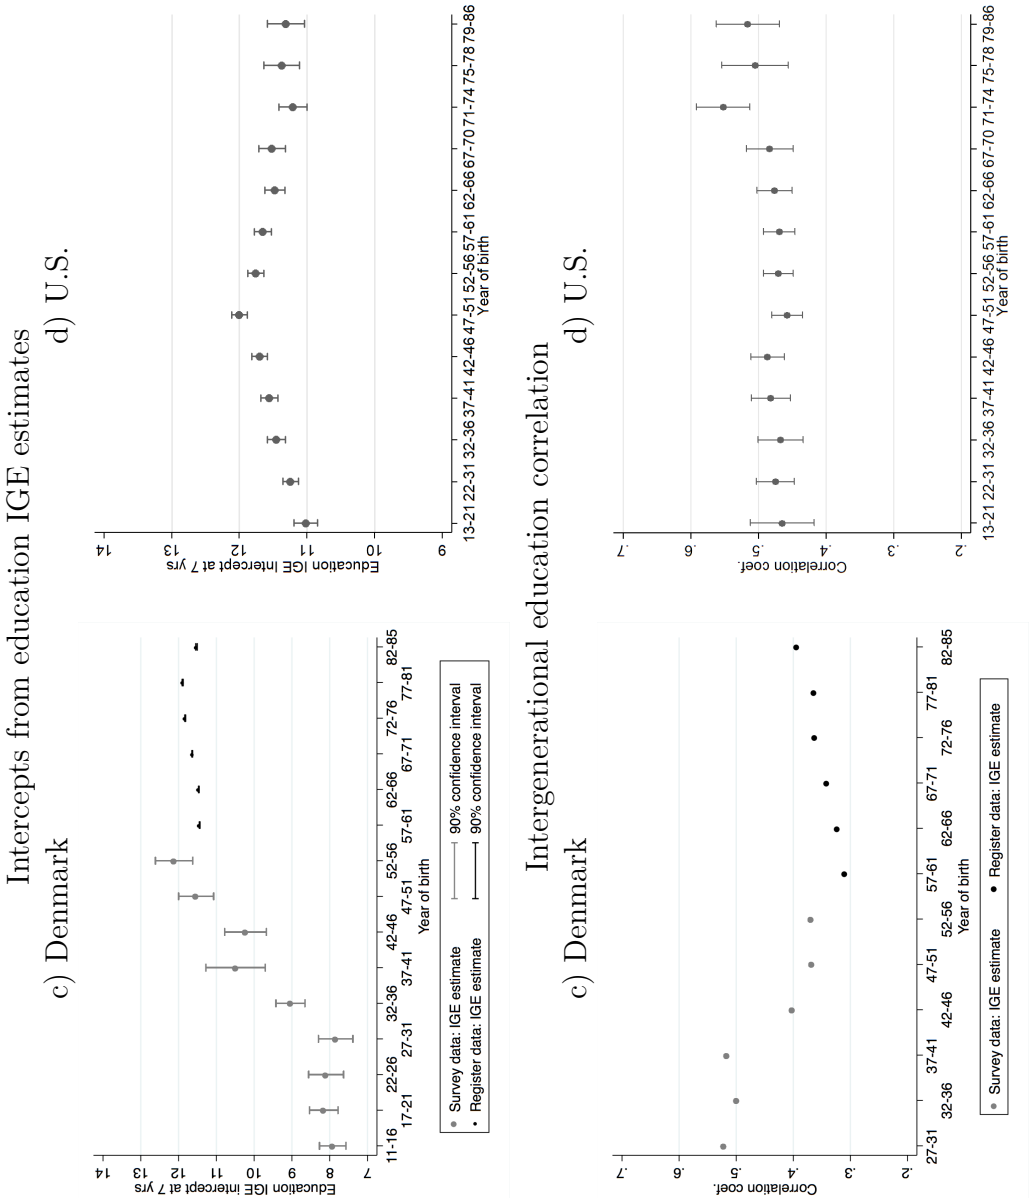 Intercepts from education IGE estimates
c) Denmark
Education IGE intercept at 7 yrs
14
13
12
11
10
9
8
7
11-16 17-21 22-26 27-31 32-36 37-41 42-46 47-51 52-56 57-61 62-66 67-71 72-76 77-81 82-85
Year of birth
Survey data: IGE estimate 90% confidence interval
Register data: IGE estimate 90% confidence interval
d) U.S.
Education IGE Intercept at 7 yrs
14
13
12
11
10
9
13-21 22-31 32-36 37-41 42-46 47-51 52-56 57-61 62-66 67-70 71-74 75-78 79-86
Year of birth
Intergenerational education correlation
c) Denmark
Correlation coef.
.7
.6
.5
.4
.3
.2
27-31 32-36 37-41 42-46 47-51 52-56 57-61 62-66 67-71 72-76 77-81 82-85
Year of birth
Survey data: IGE estimate Register data: IGE estimate
d) U.S.
Correlation coef.
.7
.6
.5
.4
.3
.2
13-21 22-31 32-36 37-41 42-46 47-51 52-56 57-61 62-66 67-70 71-74 75-78 79-86
Year of birth